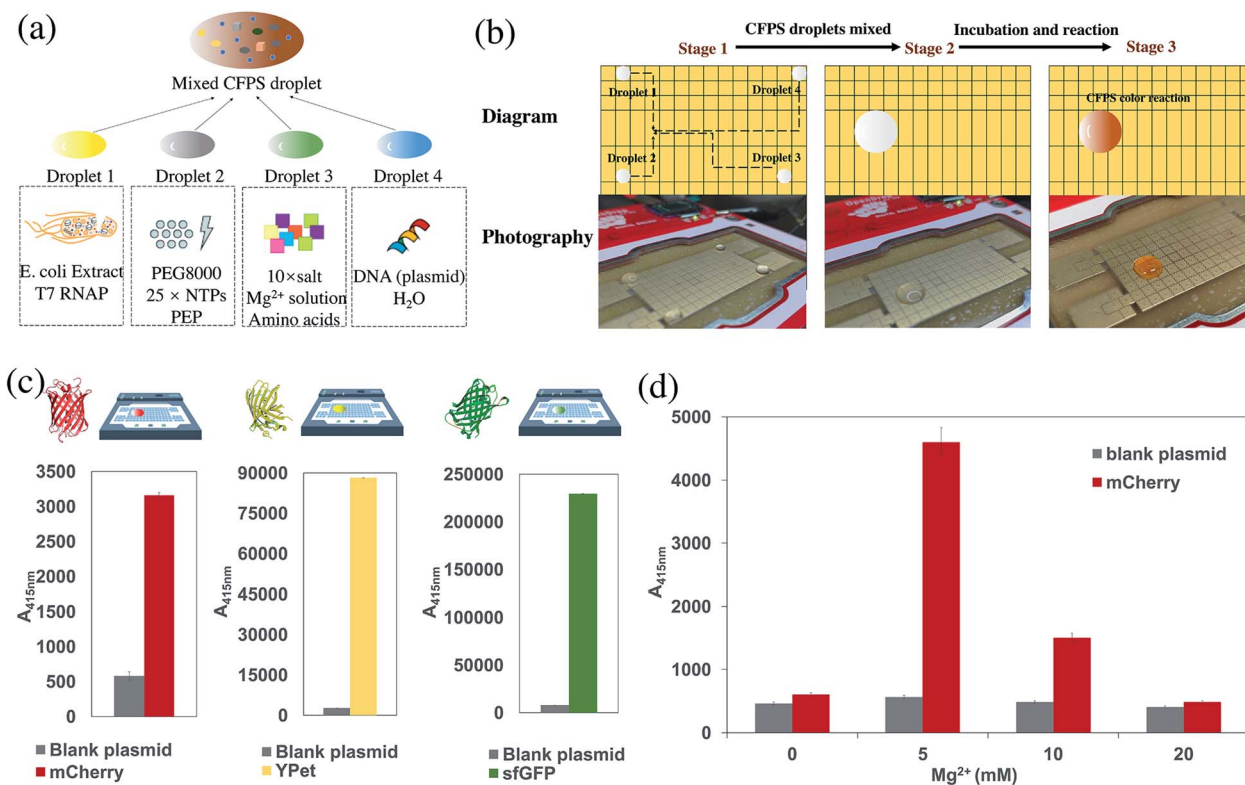 (a)
Mixed CFPS droplet
Droplet 1
Droplet 2
Droplet 3
Droplet 4
E. coli Extract
T7 RNAP
PEG8000
25 × NTPs
PEP
10×salt
Mg²⁺ solution
Amino acids
DNA (plasmid)
H₂O
(b)
Stage 1
CFPS droplets mixed
Stage 2
Incubation and reaction
Stage 3
Diagram
Droplet 1
Droplet 4
Droplet 2
Droplet 3
CFPS color reaction
Photography
(c)
A415nm
3500
3000
2500
2000
1500
1000
500
0
Blank plasmid
mCherry
A415nm
90000
75000
60000
45000
30000
15000
0
Blank plasmid
YPet
A415nm
250000
200000
150000
100000
50000
0
Blank plasmid
sfGFP
(d)
A415nm
5000
4000
3000
2000
1000
0
blank plasmid
mCherry
0 5 10 20
Mg²⁺ (mM)